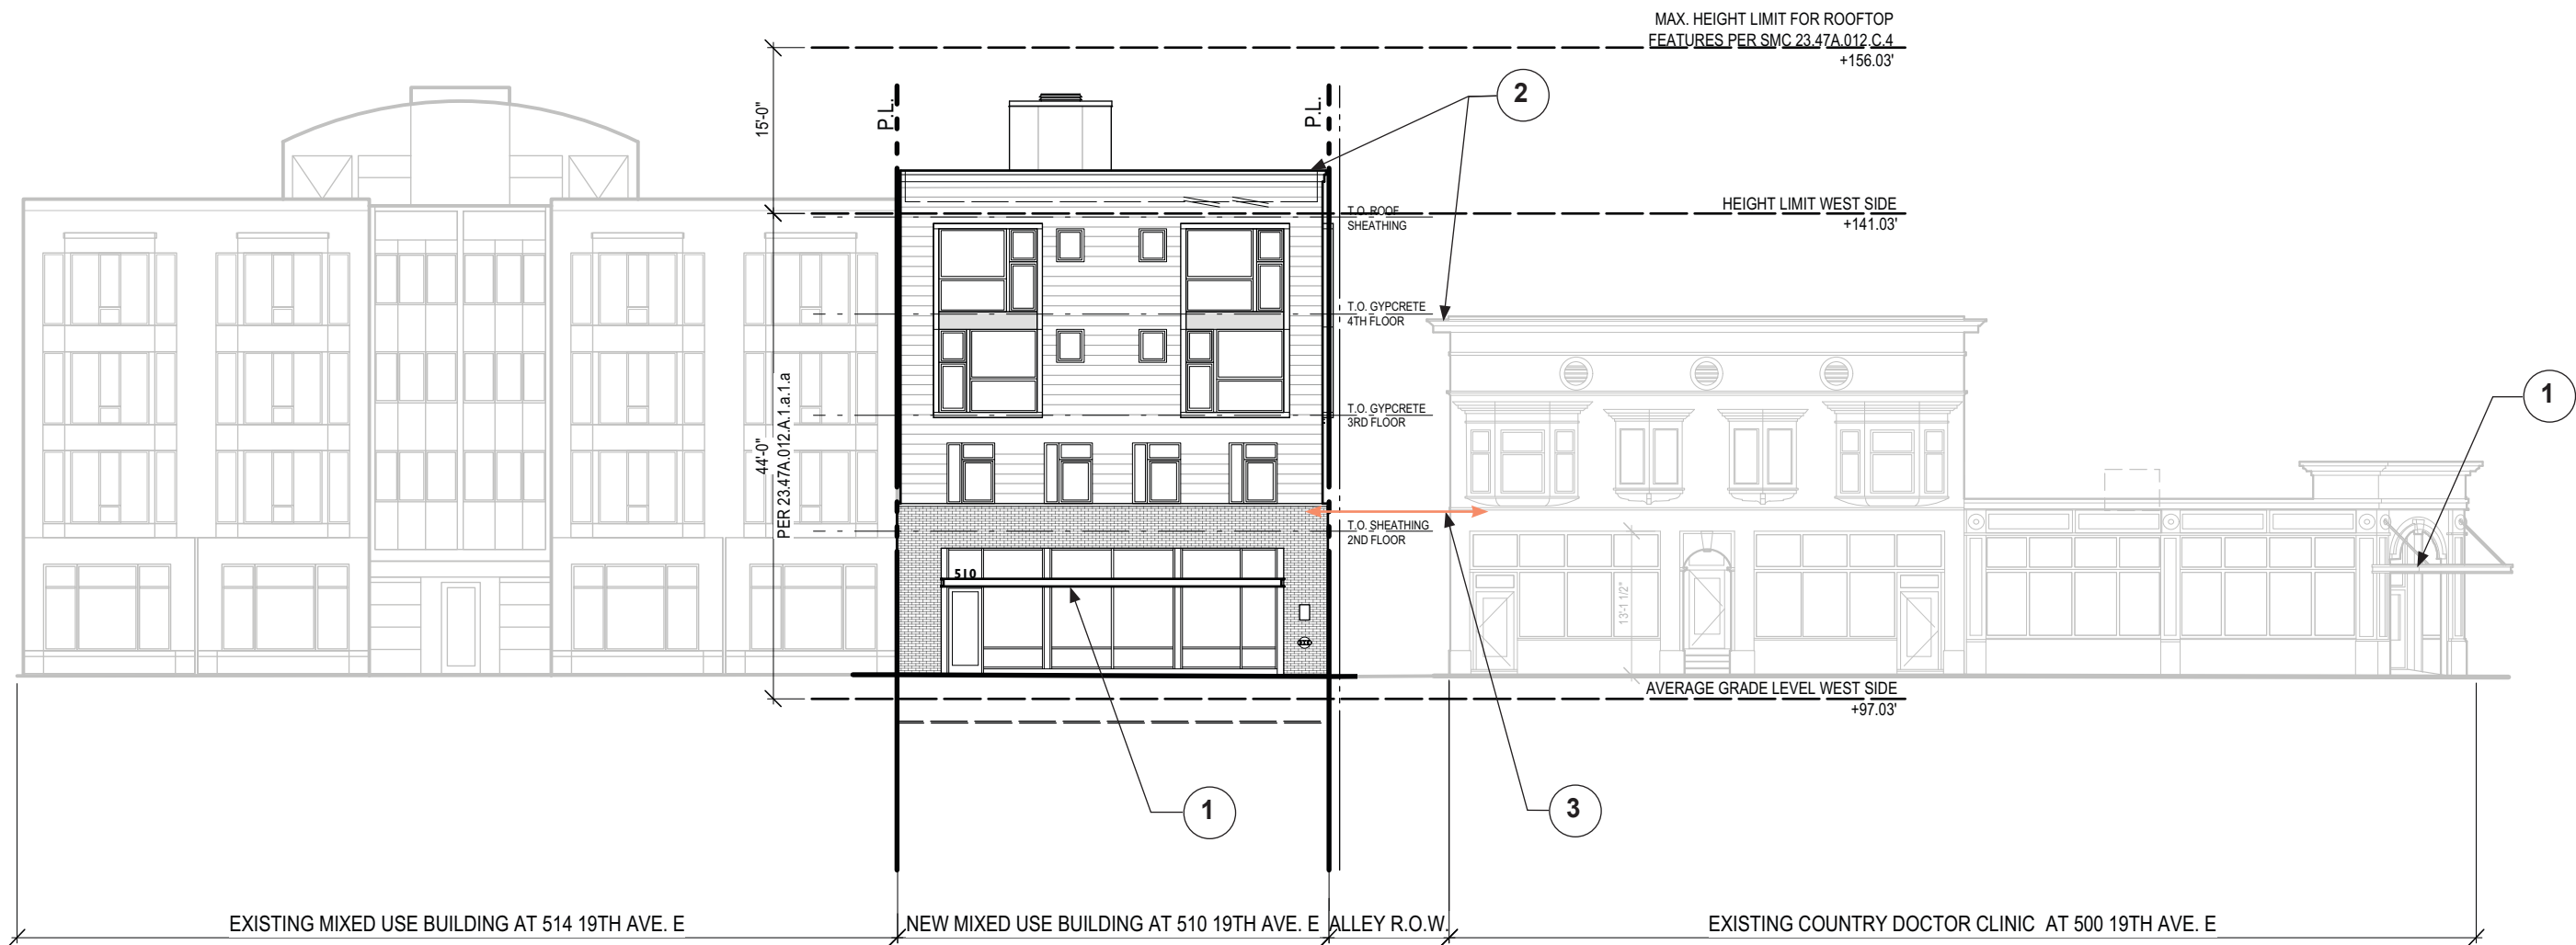 MAX. HEIGHT LIMIT FOR ROOFTOP
FEATURES PER SMC 23.47A.012.C.4
+156.03'
2
P.L.
P.L.
15'-0"
HEIGHT LIMIT WEST SIDE
+141.03'
T.O. ROOF
SHEATHING
T.O. GYPCRETE
4TH FLOOR
1
T.O. GYPCRETE
3RD FLOOR
44'-0"
PER 23.47A.012.A.1.a.1.a
T.O. SHEATHING
2ND FLOOR
510
13'-1 1/2"
AVERAGE GRADE LEVEL WEST SIDE
+97.03'
1
3
EXISTING MIXED USE BUILDING AT 514 19TH AVE. E
NEW MIXED USE BUILDING AT 510 19TH AVE. E
ALLEY R.O.W.
EXISTING COUNTRY DOCTOR CLINIC AT 500 19TH AVE. E